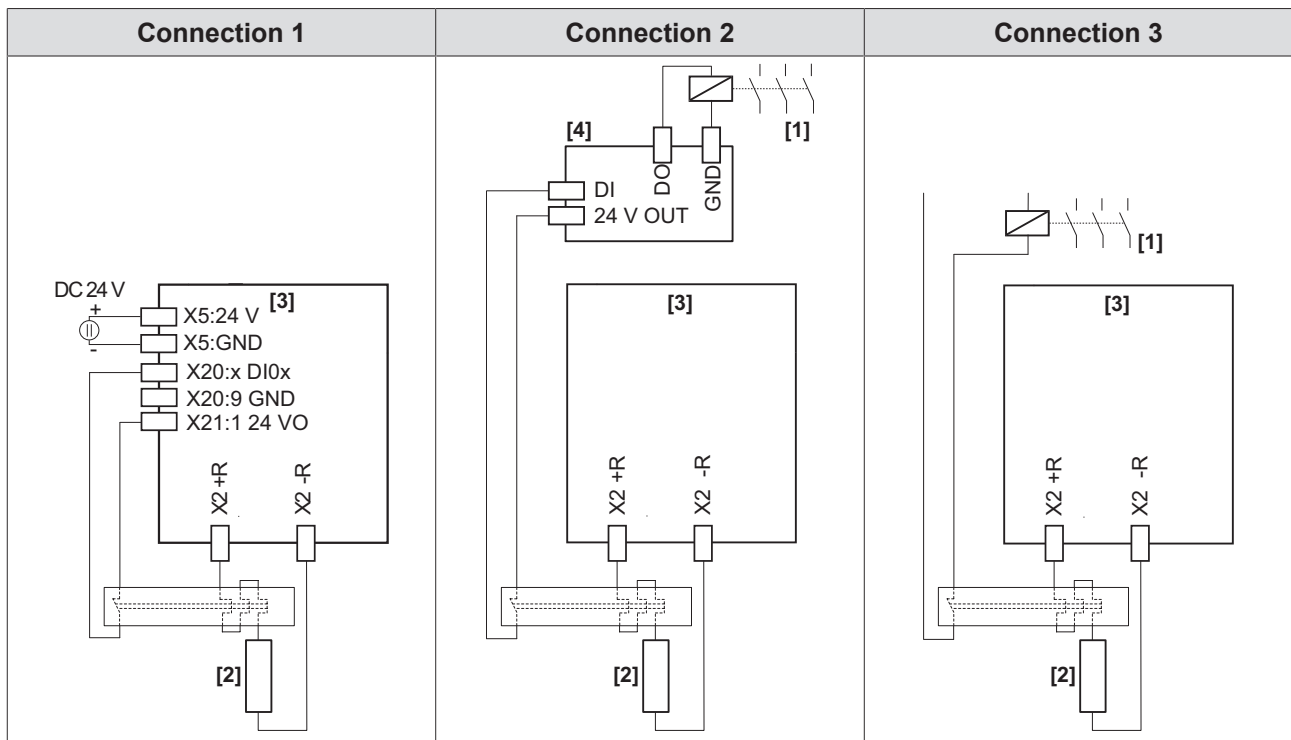 Connection 1
Connection 2
Connection 3
DC 24 V
+
-
[3]
X5:24 V
X5:GND
X20:x DI0x
X20:9 GND
X21:1 24 VO
X2 +R
X2 -R
[2]
[1]
[4]
DO
GND
DI
24 V OUT
[3]
X2 +R
X2 -R
[2]
[1]
[3]
X2 +R
X2 -R
[2]